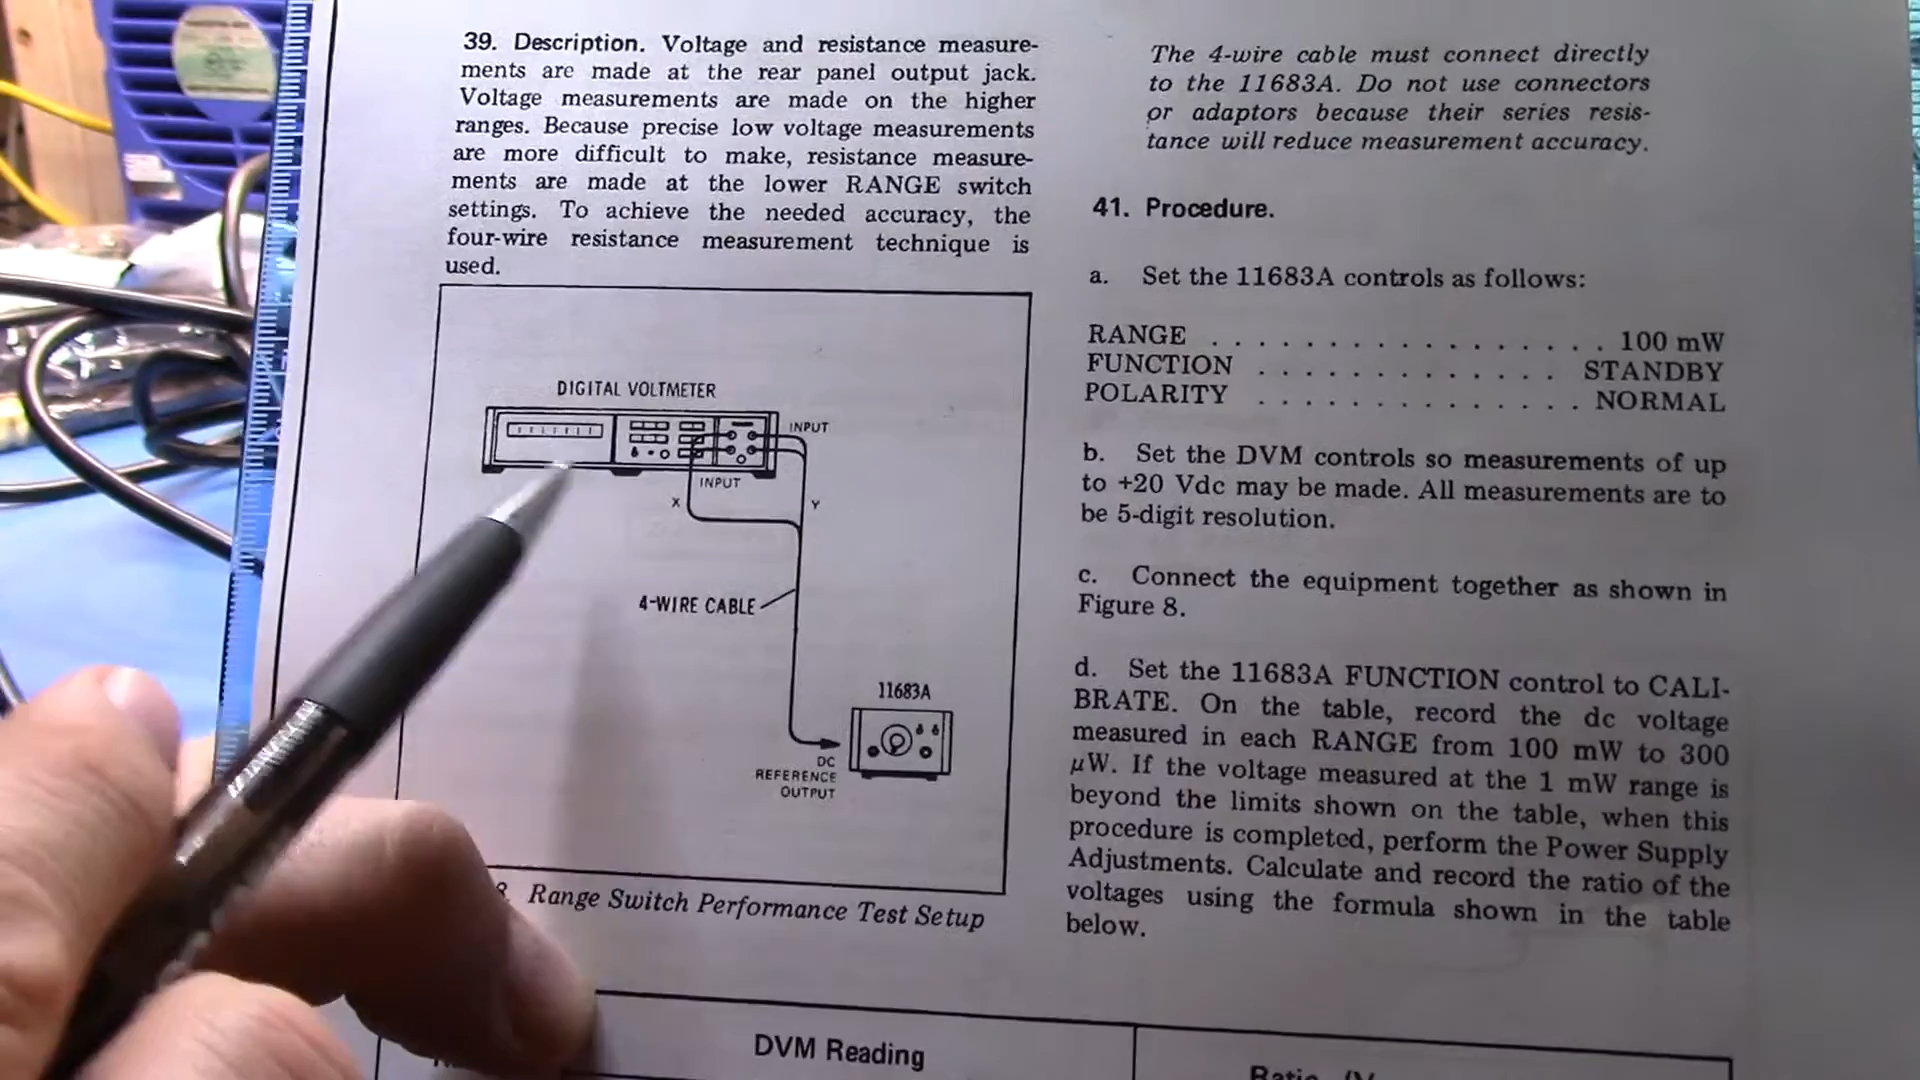 39. Description. Voltage and resistance measure-
ments are made at the rear panel output jack.
Voltage measurements are made on the higher
ranges. Because precise low voltage measurements
are more difficult to make, resistance measure-
ments are made at the lower RANGE switch
settings. To achieve the needed accuracy, the
four-wire resistance measurement technique is
used.
DIGITAL VOLTMETER
INPUT
INPUT
X
Y
4-WIRE CABLE
11683A
DC
REFERENCE
OUTPUT
8. Range Switch Performance Test Setup
The 4-wire cable must connect directly
to the 11683A. Do not use connectors
or adaptors because their series resis-
tance will reduce measurement accuracy.
41. Procedure.
a. Set the 11683A controls as follows:
RANGE . . . . . . . . . . . . . . . . . . 100 mW
FUNCTION . . . . . . . . . . . . . STANDBY
POLARITY . . . . . . . . . . . . . . NORMAL
b. Set the DVM controls so measurements of up
to +20 Vdc may be made. All measurements are to
be 5-digit resolution.
c. Connect the equipment together as shown in
Figure 8.
d. Set the 11683A FUNCTION control to CALI-
BRATE. On the table, record the dc voltage
measured in each RANGE from 100 mW to 300
µW. If the voltage measured at the 1 mW range is
beyond the limits shown on the table, when this
procedure is completed, perform the Power Supply
Adjustments. Calculate and record the ratio of the
voltages using the formula shown in the table
below.
DVM Reading